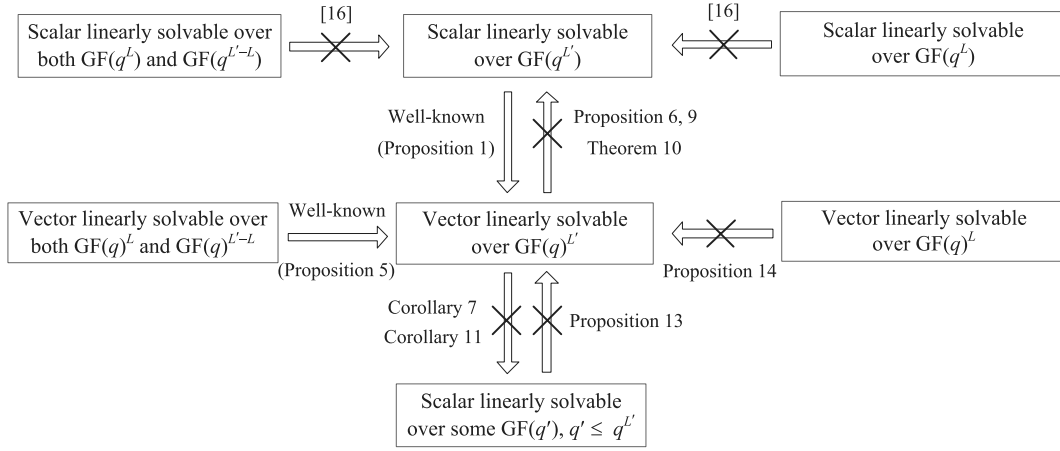 [16]
[16]
Scalar linearly solvable over
both GF(q^L) and GF(q^{L'−L})
Scalar linearly solvable
over GF(q^{L'})
Scalar linearly solvable
over GF(q^L)
Well-known
(Proposition 1)
Proposition 6, 9
Theorem 10
Vector linearly solvable over
both GF(q)^L and GF(q)^{L'−L}
Well-known
(Proposition 5)
Vector linearly solvable
over GF(q)^{L'}
Proposition 14
Vector linearly solvable
over GF(q)^L
Corollary 7
Corollary 11
Proposition 13
Scalar linearly solvable
over some GF(q'), q' ≤ q^{L'}